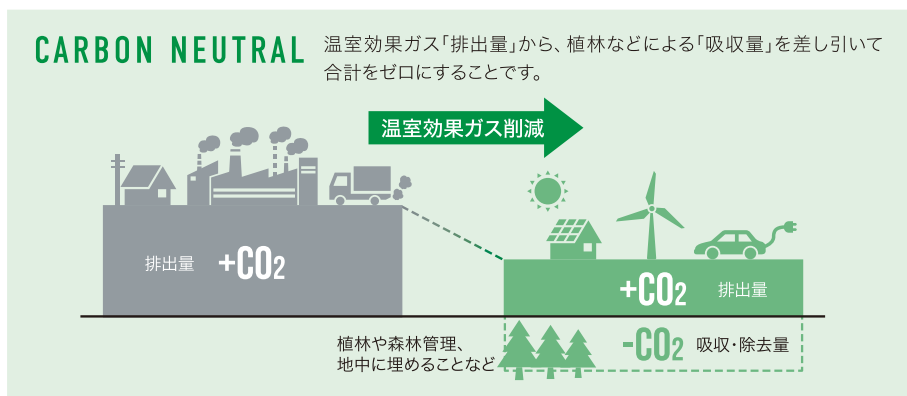 CARBON NEUTRAL
温室効果ガス「排出量」から、植林などによる「吸収量」を差し引いて
合計をゼロにすることです。
温室効果ガス削減
排出量 +CO2
+CO2 排出量
植林や森林管理、
地中に埋めることなど
-CO2 吸収・除去量